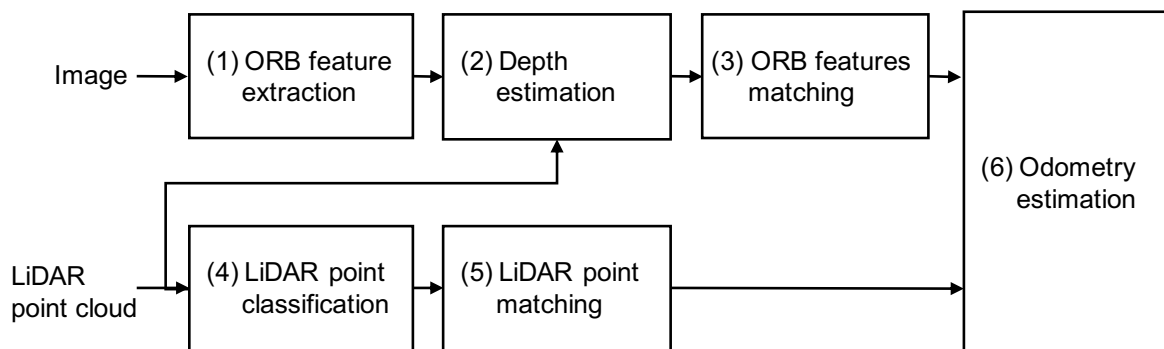 Image
(1) ORB feature
extraction
(2) Depth
estimation
(3) ORB features
matching
(6) Odometry
estimation
LiDAR
point cloud
(4) LiDAR point
classification
(5) LiDAR point
matching